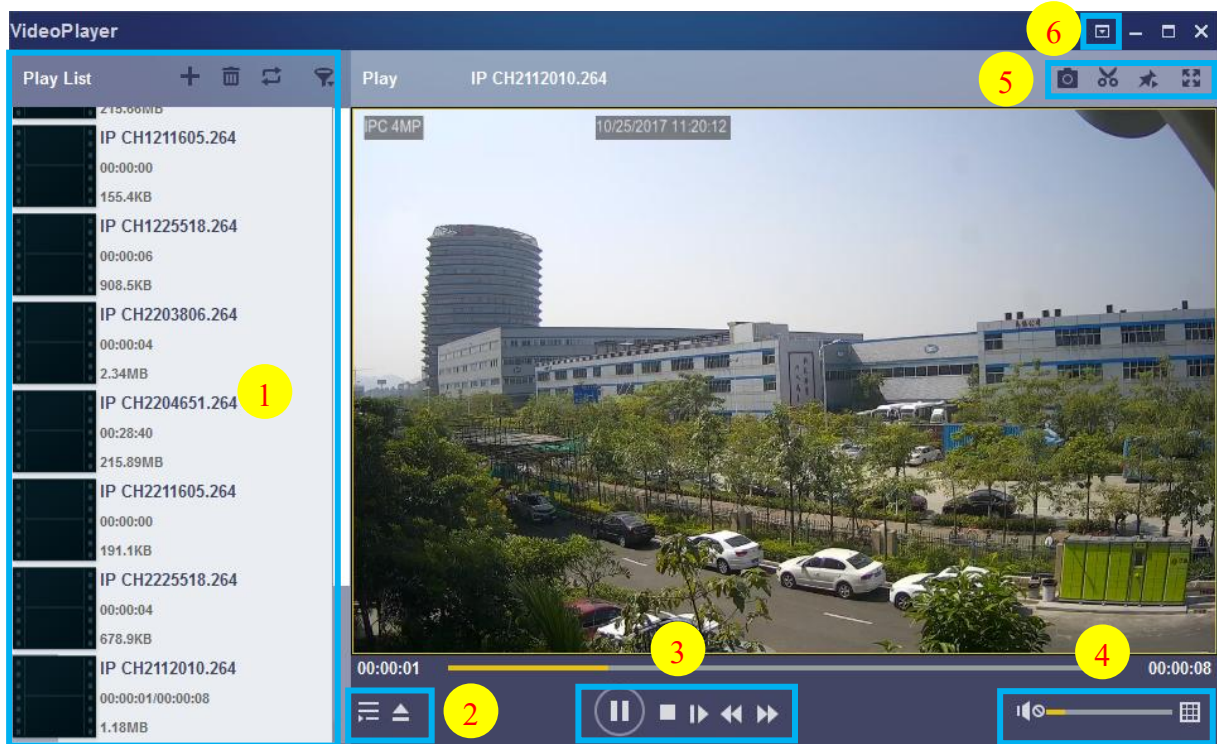 VideoPlayer
6
Play List
Play
IP CH2112010.264
5
215.66MB
IP CH1211605.264
00:00:00
155.4KB
IP CH1225518.264
00:00:06
908.5KB
IP CH2203806.264
00:00:04
2.34MB
IP CH2204651.264
00:28:40
215.89MB
IP CH2211605.264
00:00:00
191.1KB
IP CH2225518.264
00:00:04
678.9KB
IP CH2112010.264
00:00:01/00:00:08
1.18MB
1
IPC 4MP
10/25/2017 11:20:12
00:00:01
3
4
00:00:08
2